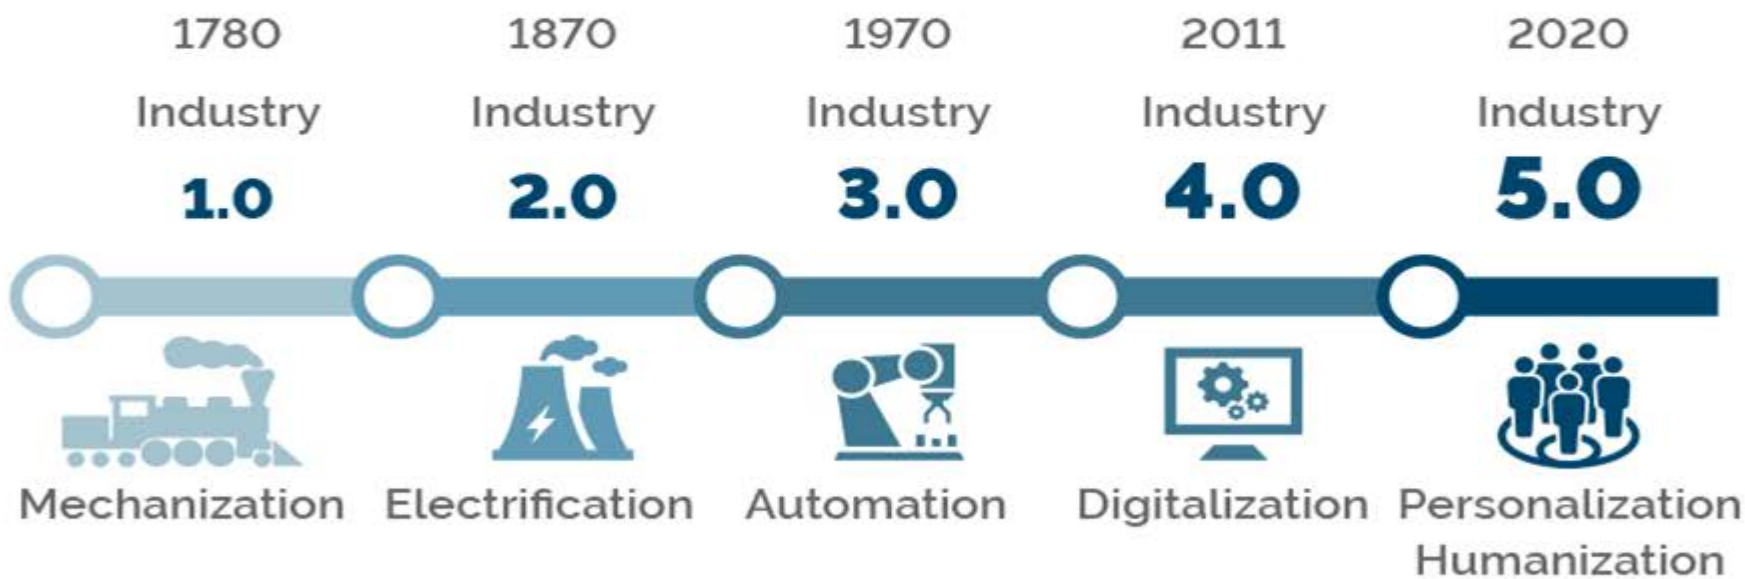 1780 1870 1970 2011 2020
Industry Industry Industry Industry Industry
1.0 2.0 3.0 4.0 5.0
Mechanization Electrification Automation Digitalization Personalization
Humanization